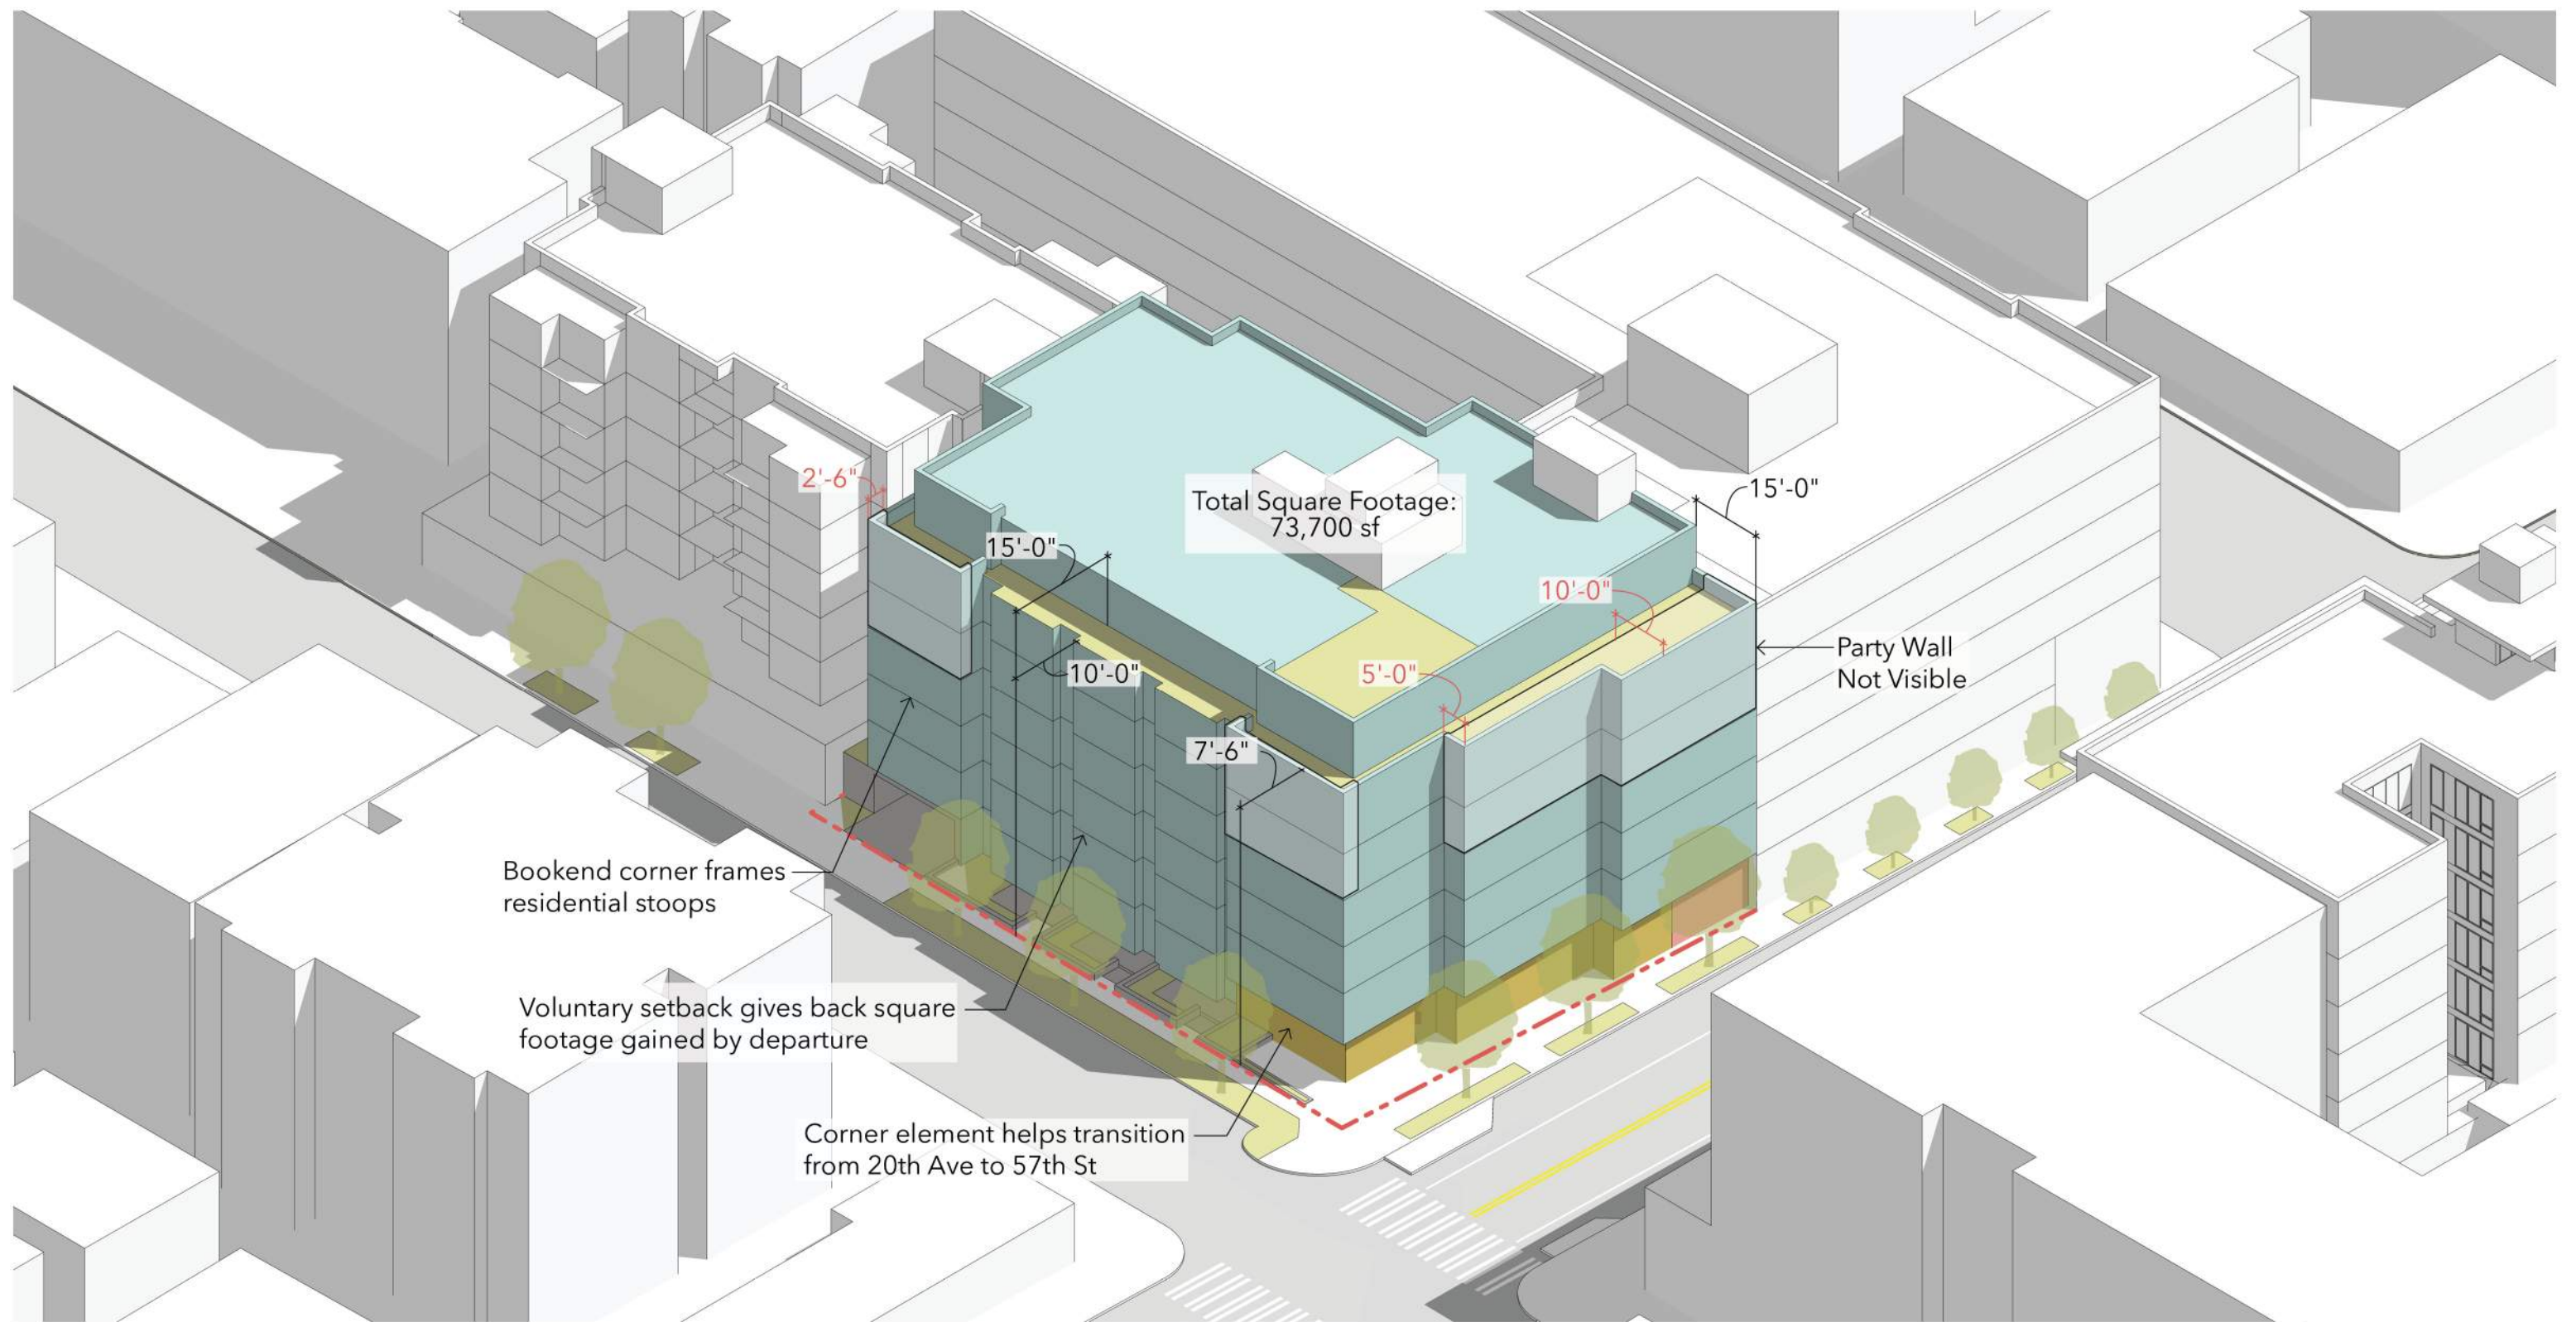 2'-6"
Total Square Footage:
73,700 sf
15'-0"
15'-0"
10'-0"
10'-0"
5'-0"
Party Wall
Not Visible
7'-6"
Bookend corner frames
residential stoops
Voluntary setback gives back square
footage gained by departure
Corner element helps transition
from 20th Ave to 57th St